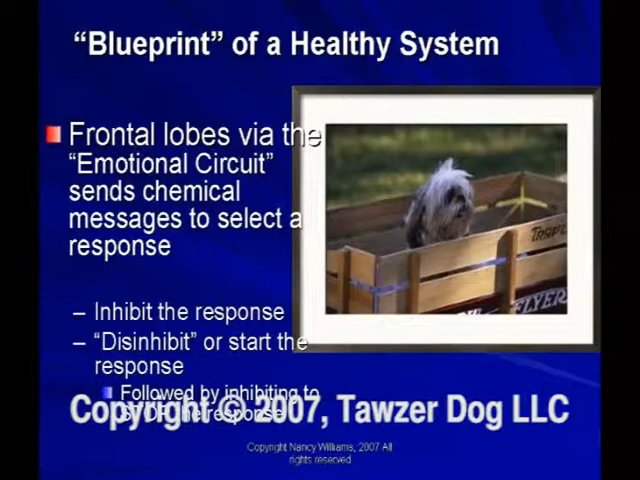 “Blueprint” of a Healthy System
Frontal lobes via the
“Emotional Circuit”
sends chemical
messages to select a
response
– Inhibit the response
– “Disinhibit” or start the
response
Followed by inhibiting to
STOP the response
Copyright © 2007, Tawzer Dog LLC
Copyright Nancy Williams, 2007 All
rights reserved
FLYER